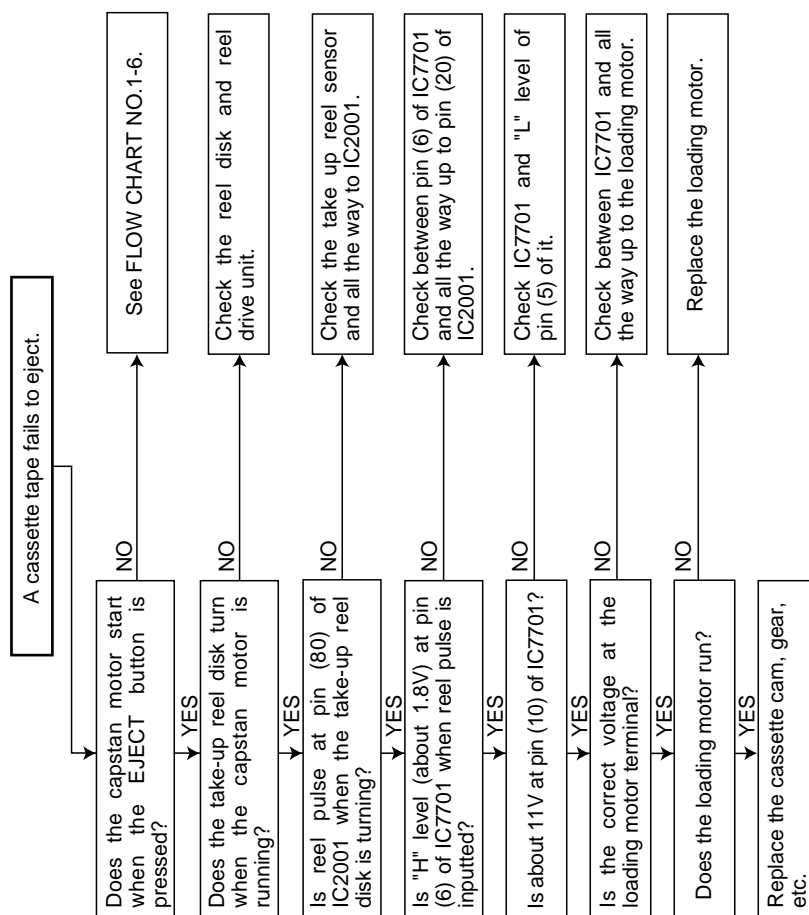 A cassette tape fails to eject.
Does the capstan motor start
when the EJECT button is
pressed?
NO
See FLOW CHART NO.1-6.
YES
Does the take-up reel disk turn
when the capstan motor is
running?
NO
Check the reel disk and reel
drive unit.
YES
Is reel pulse at pin (80) of
IC2001 when the take-up reel
disk is turning?
NO
Check the take up reel sensor
and all the way to IC2001.
YES
Is "H" level (about 1.8V) at pin
(6) of IC7701 when reel pulse is
inputted?
NO
Check between pin (6) of IC7701
and all the way up to pin (20) of
IC2001.
YES
Is about 11V at pin (10) of IC7701?
NO
Check IC7701 and "L" level of
pin (5) of it.
YES
Is the correct voltage at the
loading motor terminal?
NO
Check between IC7701 and all
the way up to the loading motor.
YES
Does the loading motor run?
NO
Replace the loading motor.
YES
Replace the cassette cam, gear,
etc.